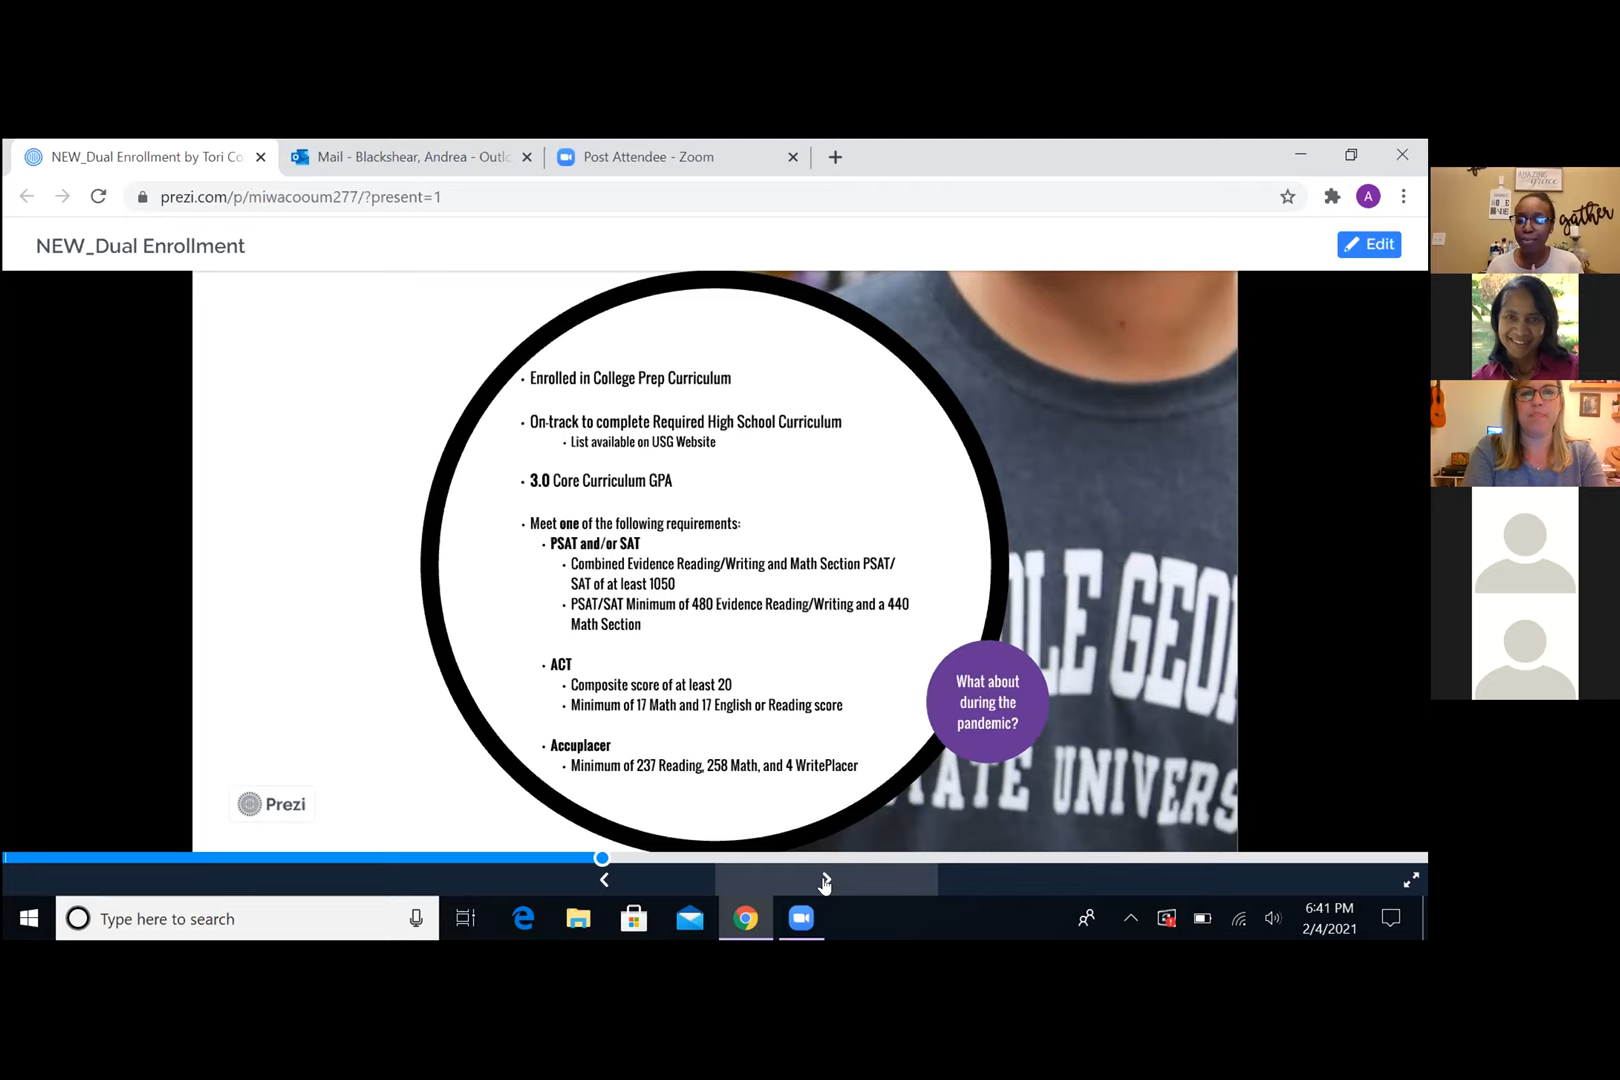 NEW_Dual Enrollment by Tori Co
Mail - Blackshear, Andrea - Outlc
Post Attendee - Zoom
prezi.com/p/miwacooum277/?present=1
A
NEW_Dual Enrollment
Edit
• Enrolled in College Prep Curriculum
• On-track to complete Required High School Curriculum
• List available on USG Website
• 3.0 Core Curriculum GPA
• Meet one of the following requirements:
• PSAT and/or SAT
• Combined Evidence Reading/Writing and Math Section PSAT/
SAT of at least 1050
• PSAT/SAT Minimum of 480 Evidence Reading/Writing and a 440
Math Section
• ACT
• Composite score of at least 20
• Minimum of 17 Math and 17 English or Reading score
• Accuplacer
• Minimum of 237 Reading, 258 Math, and 4 WritePlacer
What about
during the
pandemic?
DLE GEO
TATE UNIVERS
Prezi
AMAZING
grace
gather
Type here to search
6:41 PM
2/4/2021